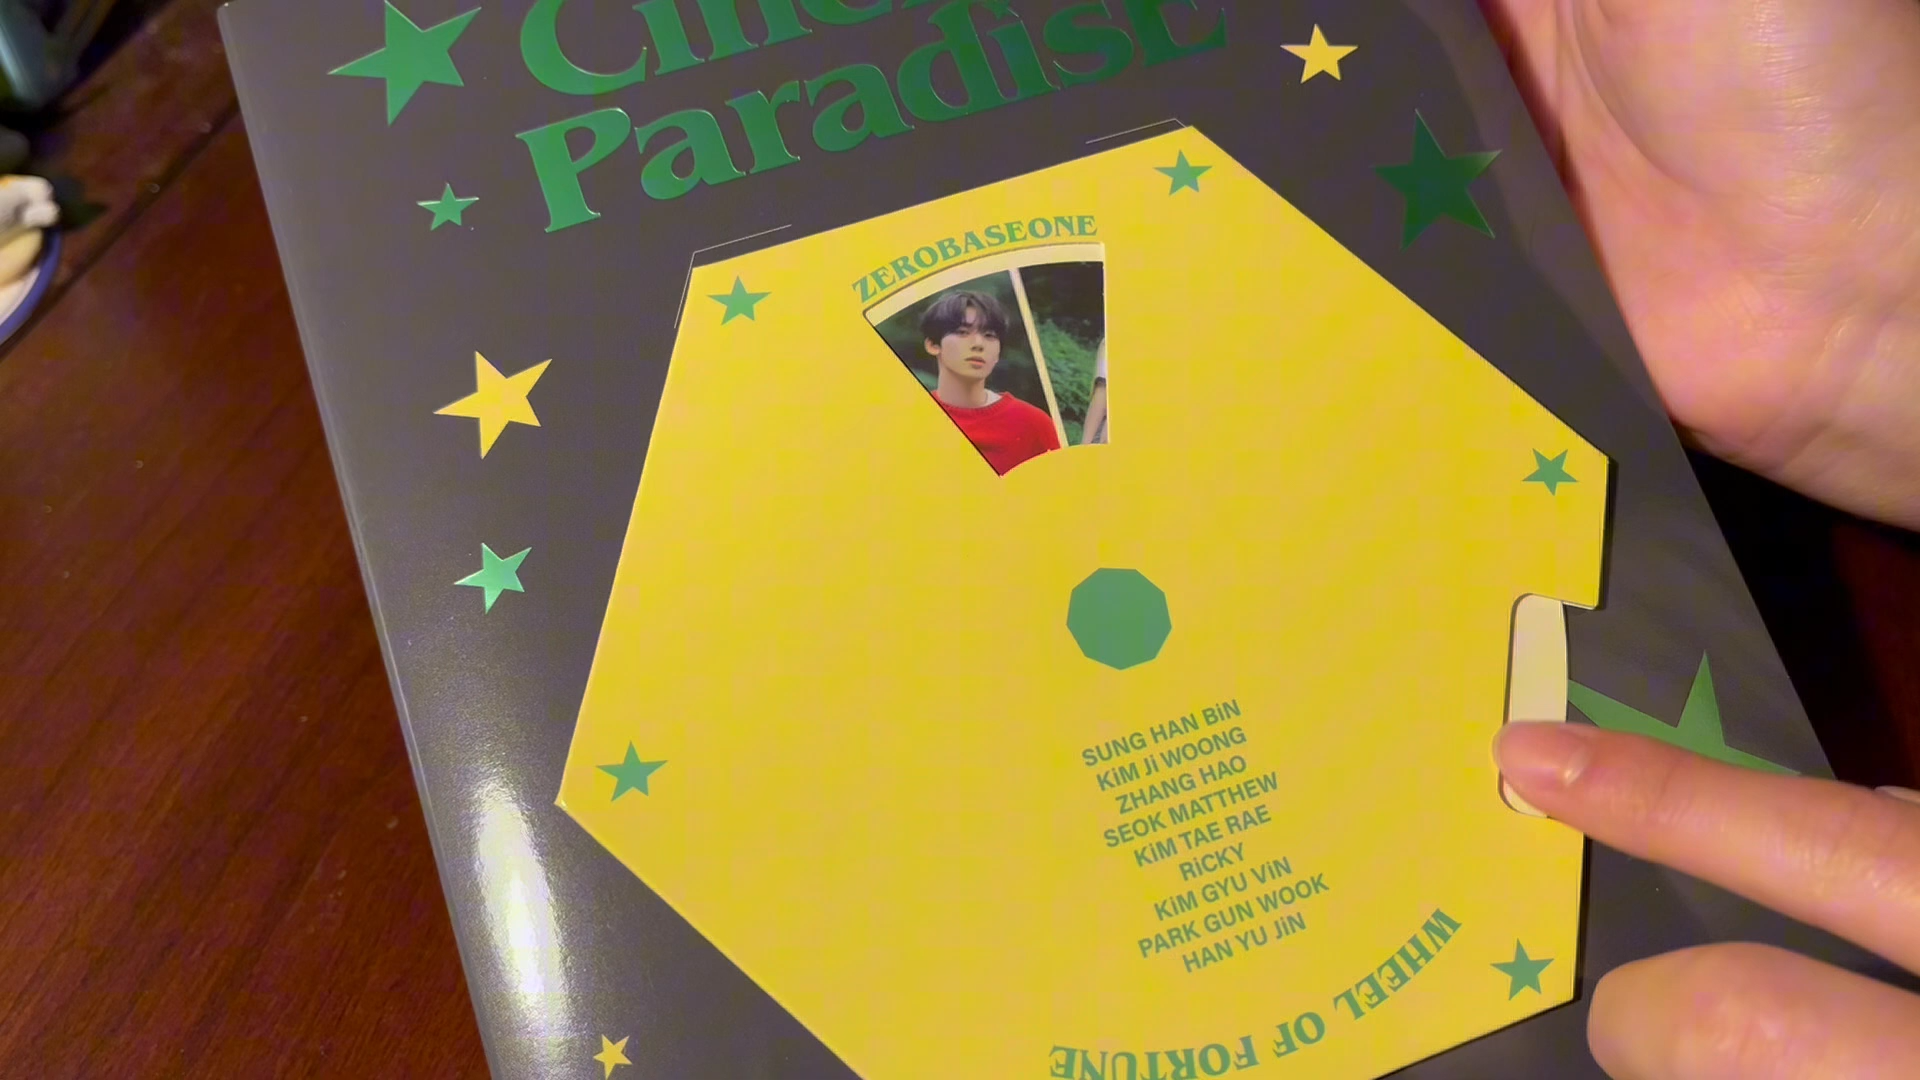 Paradise
ZEROBASEONE
SUNG HAN BiN
KiM Ji WOONG
ZHANG HAO
SEOK MATTHEW
KiM TAE RAE
RiCKY
KiM GYU ViN
PARK GUN WOOK
HAN YU JiN
WHEEL OF FORTUNE